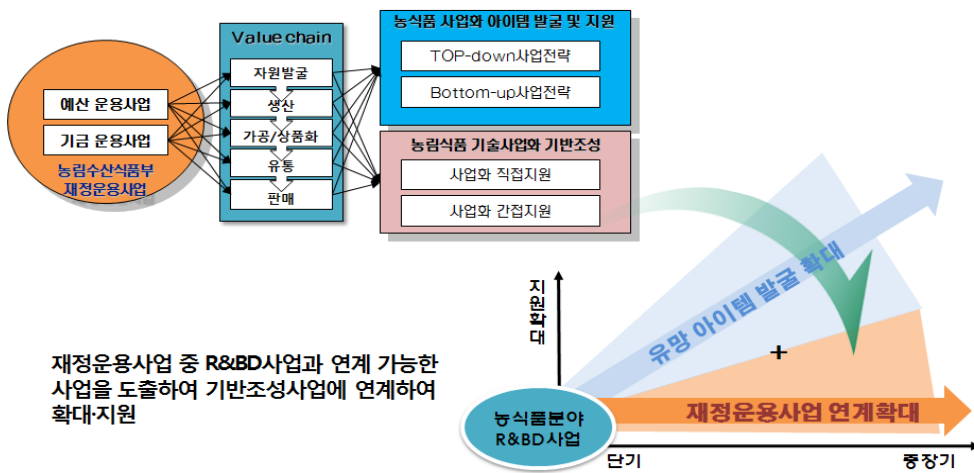 예산 운용사업
기금 운용사업
농림수산식품부
재정운용사업
Value chain
자원발굴
생산
가공/상품화
유통
판매
농식품 사업화 아이템 발굴 및 지원
TOP-down사업전략
Bottom-up사업전략
농림식품 기술사업화 기반조성
사업화 직접지원
사업화 간접지원
재정운용사업 중 R&BD사업과 연계 가능한
사업을 도출하여 기반조성사업에 연계하여
확대·지원
지원확대
유망 아이템 발굴 확대
+
재정운용사업 연계확대
농식품분야
R&BD사업
단기
중장기